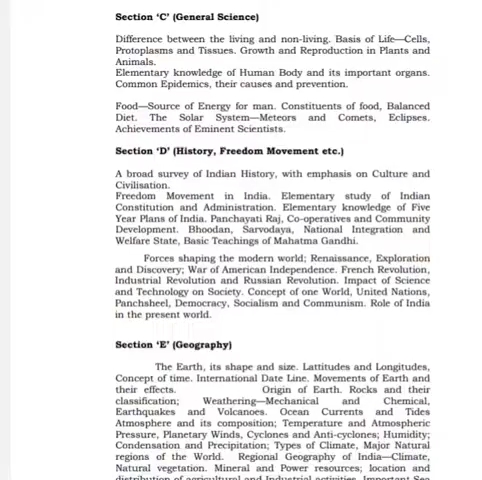 Section ‘C’ (General Science)
Difference between the living and non-living. Basis of Life—Cells,
Protoplasms and Tissues. Growth and Reproduction in Plants and
Animals.
Elementary knowledge of Human Body and its important organs.
Common Epidemics, their causes and prevention.
Food—Source of Energy for man. Constituents of food, Balanced
Diet. The Solar System—Meteors and Comets, Eclipses.
Achievements of Eminent Scientists.
Section ‘D’ (History, Freedom Movement etc.)
A broad survey of Indian History, with emphasis on Culture and
Civilisation.
Freedom Movement in India. Elementary study of Indian
Constitution and Administration. Elementary knowledge of Five
Year Plans of India. Panchayati Raj, Co-operatives and Community
Development. Bhoodan, Sarvodaya, National Integration and
Welfare State, Basic Teachings of Mahatma Gandhi.
Forces shaping the modern world; Renaissance, Exploration
and Discovery; War of American Independence. French Revolution,
Industrial Revolution and Russian Revolution. Impact of Science
and Technology on Society. Concept of one World, United Nations,
Panchsheel, Democracy, Socialism and Communism. Role of India
in the present world.
Section ‘E’ (Geography)
The Earth, its shape and size. Lattitudes and Longitudes,
Concept of time. International Date Line. Movements of Earth and
their effects. Origin of Earth. Rocks and their
classification; Weathering—Mechanical and Chemical,
Earthquakes and Volcanoes. Ocean Currents and Tides
Atmosphere and its composition; Temperature and Atmospheric
Pressure, Planetary Winds, Cyclones and Anti-cyclones; Humidity;
Condensation and Precipitation; Types of Climate, Major Natural
regions of the World. Regional Geography of India—Climate,
Natural vegetation. Mineral and Power resources; location and
distribution of agricultural and Industrial activities. Important Sea